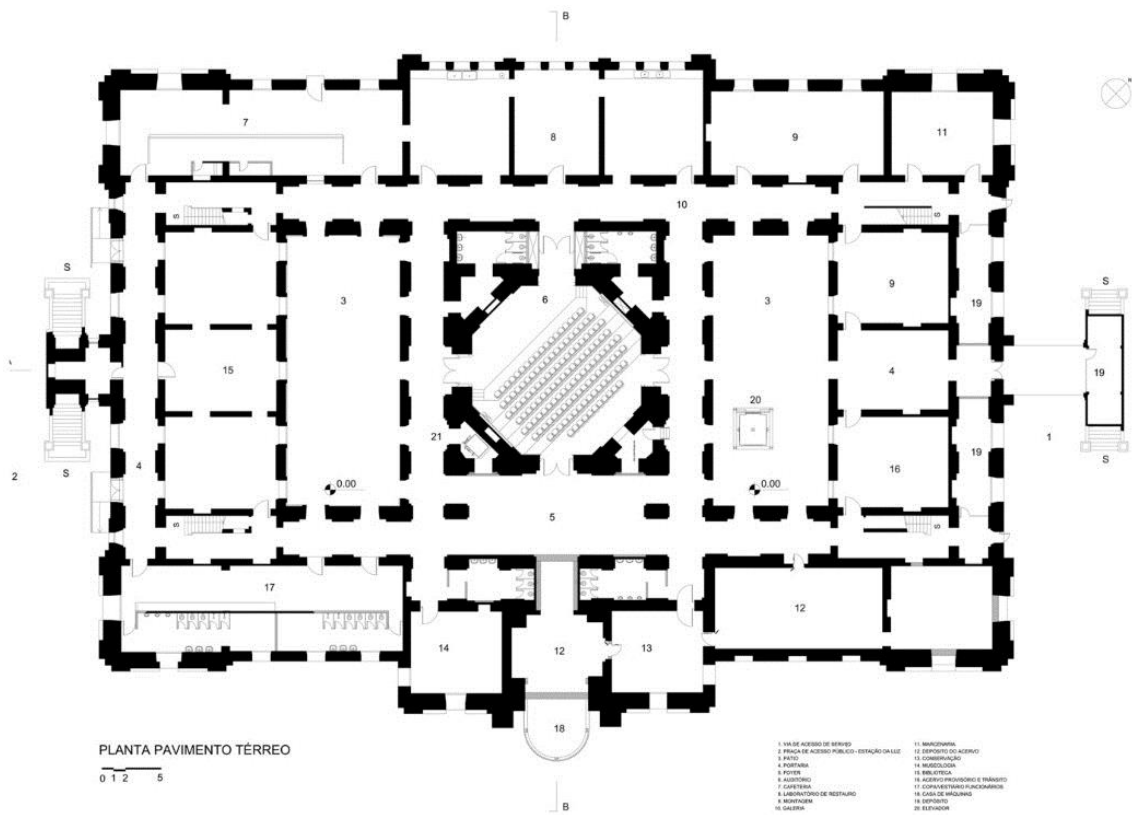 B
N
7
8
9
11
S
10
S
S
3
6
3
9
19
S
15
4
19
20
21
16
19
1
S
2
4
0.00
0.00
S
S
5
S
17
12
14
12
13
18
PLANTA PAVIMENTO TÉRREO
0 1 2 5
B
1. VIA DE ACESSO DE SERVIÇO
2. PRAÇA DE ACESSO PÚBLICO - ESTAÇÃO DA LUZ
3. PÁTIO
4. PORTARIA
5. FOYER
6. AUDITÓRIO
7. CAFETERIA
8. LABORATÓRIO DE RESTAURO
9. MONTAGEM
10. GALERIA
11. MARCENARIA
12. DEPÓSITO DO ACERVO
13. CONSERVAÇÃO
14. MUSEOLOGIA
15. BIBLIOTECA
16. ACERVO PROVISÓRIO E TRÂNSITO
17. COPA/VESTIÁRIO FUNCIONÁRIOS
18. CASA DE MÁQUINAS
19. DEPÓSITO
20. ELEVADOR